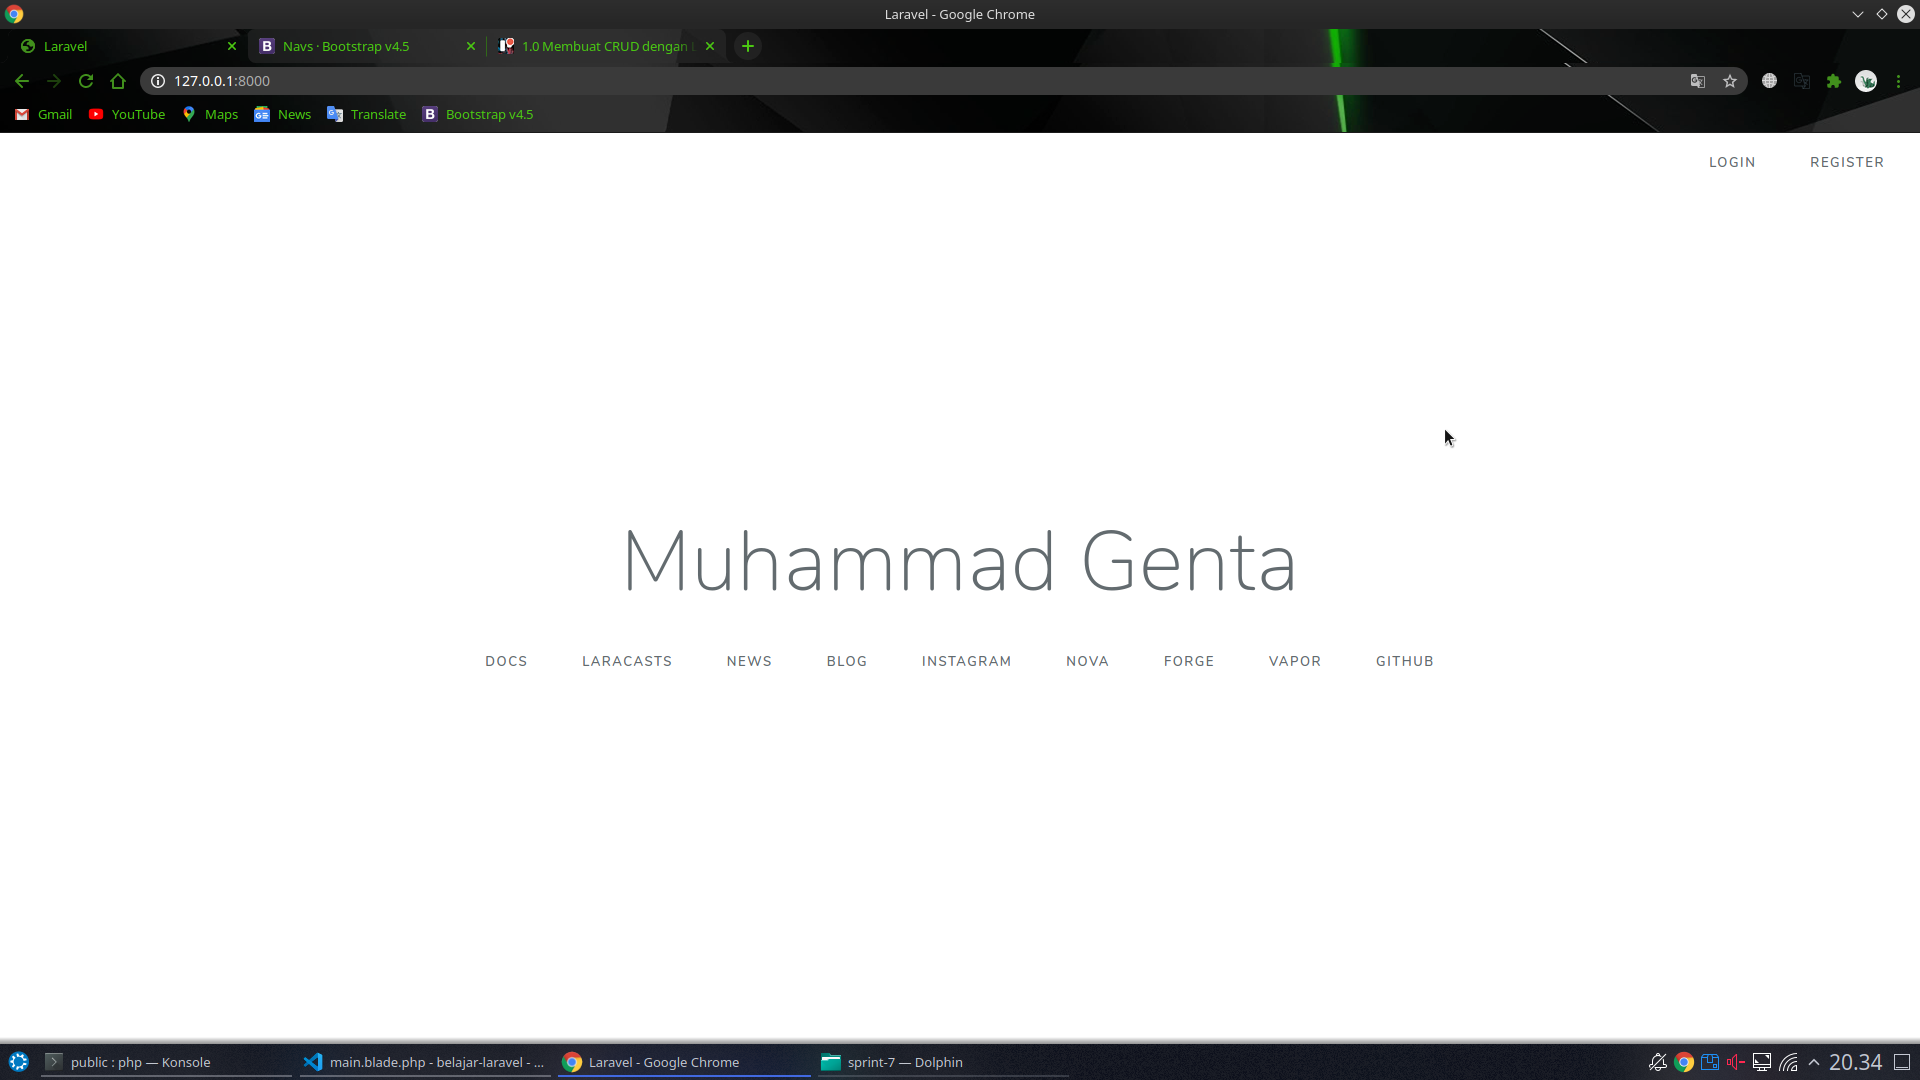 Laravel - Google Chrome
Laravel
Navs · Bootstrap v4.5
1.0 Membuat CRUD dengan
127.0.0.1:8000
Gmail
YouTube
Maps
News
Translate
Bootstrap v4.5
LOGIN
REGISTER
Muhammad Genta
DOCS
LARACASTS
NEWS
BLOG
INSTAGRAM
NOVA
FORGE
VAPOR
GITHUB
public : php — Konsole
main.blade.php - belajar-laravel - ...
Laravel - Google Chrome
sprint-7 — Dolphin
20.34